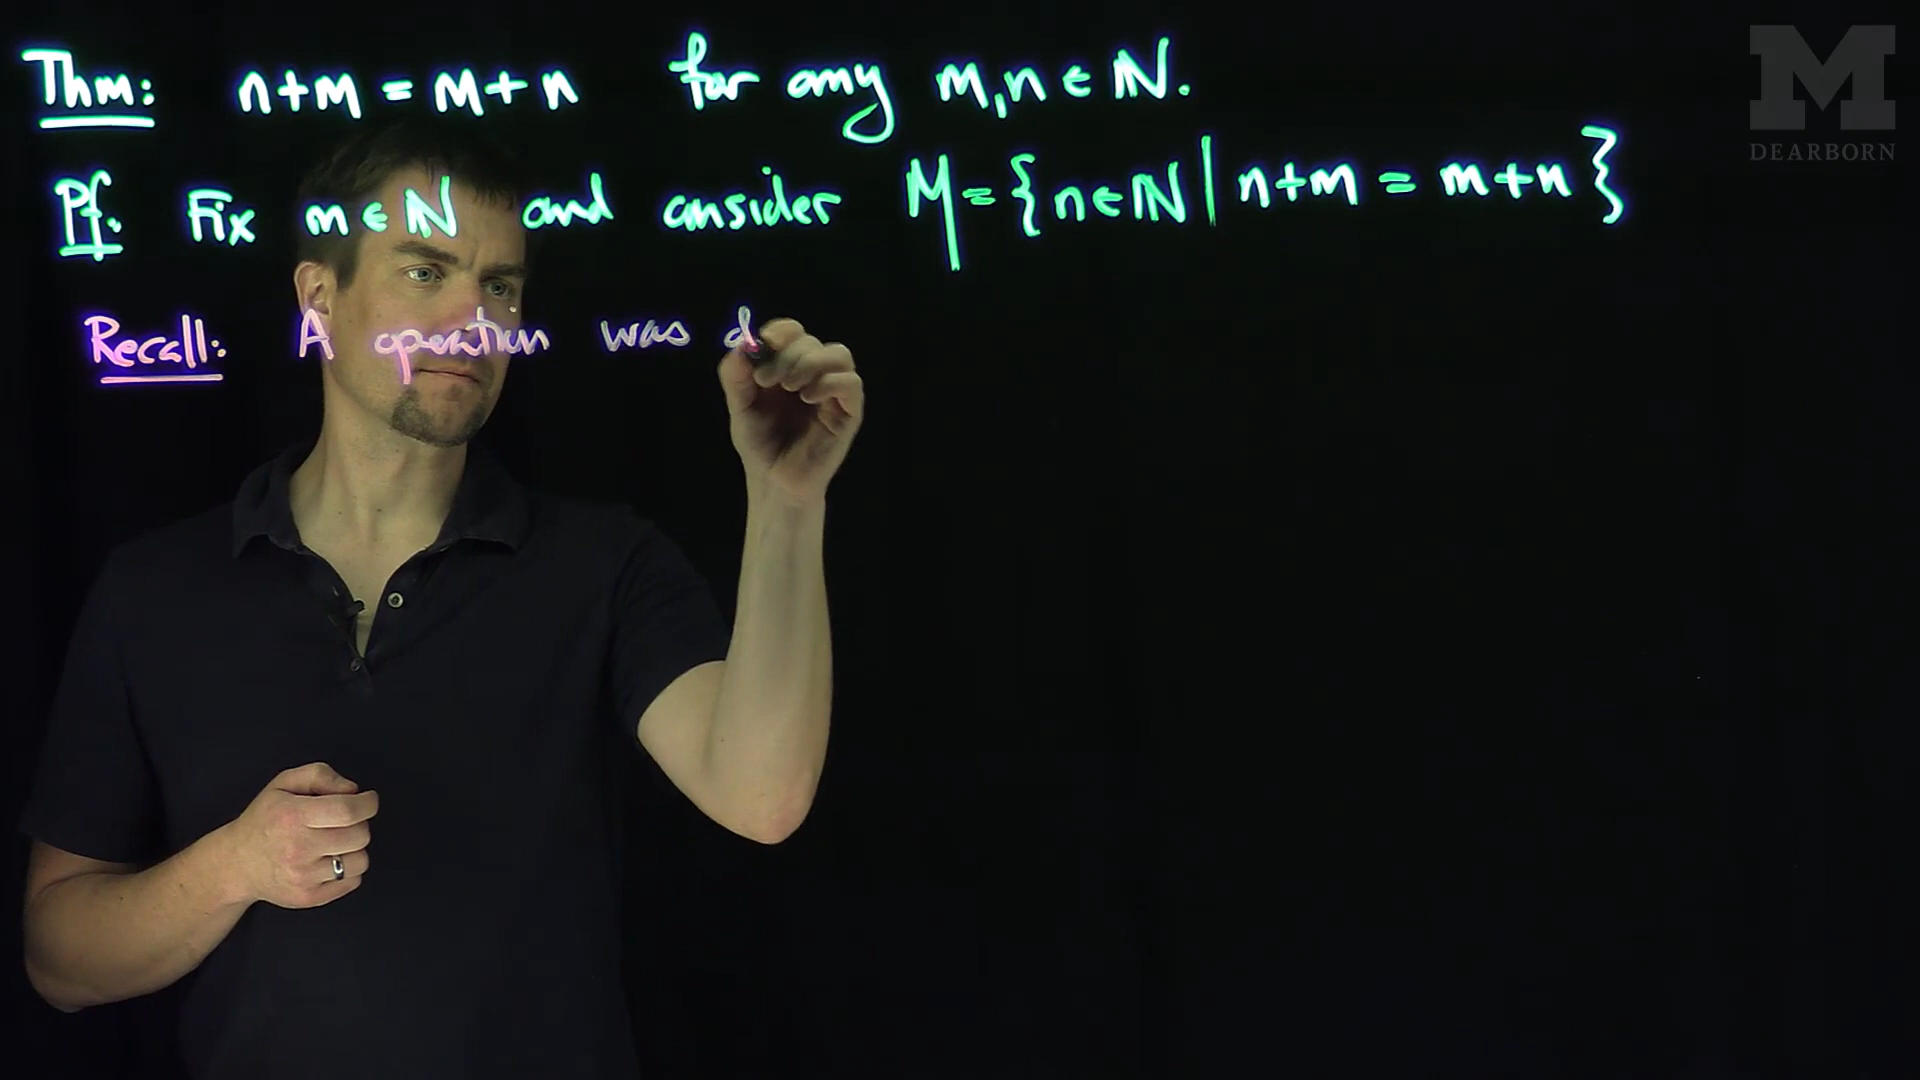 Thm: n+m = m+n for any m,n ∈ ℕ.
Pf: Fix m ∈ ℕ and consider M = {n∈ℕ | n+m = m+n}
Recall: A operation was d
M
DEARBORN